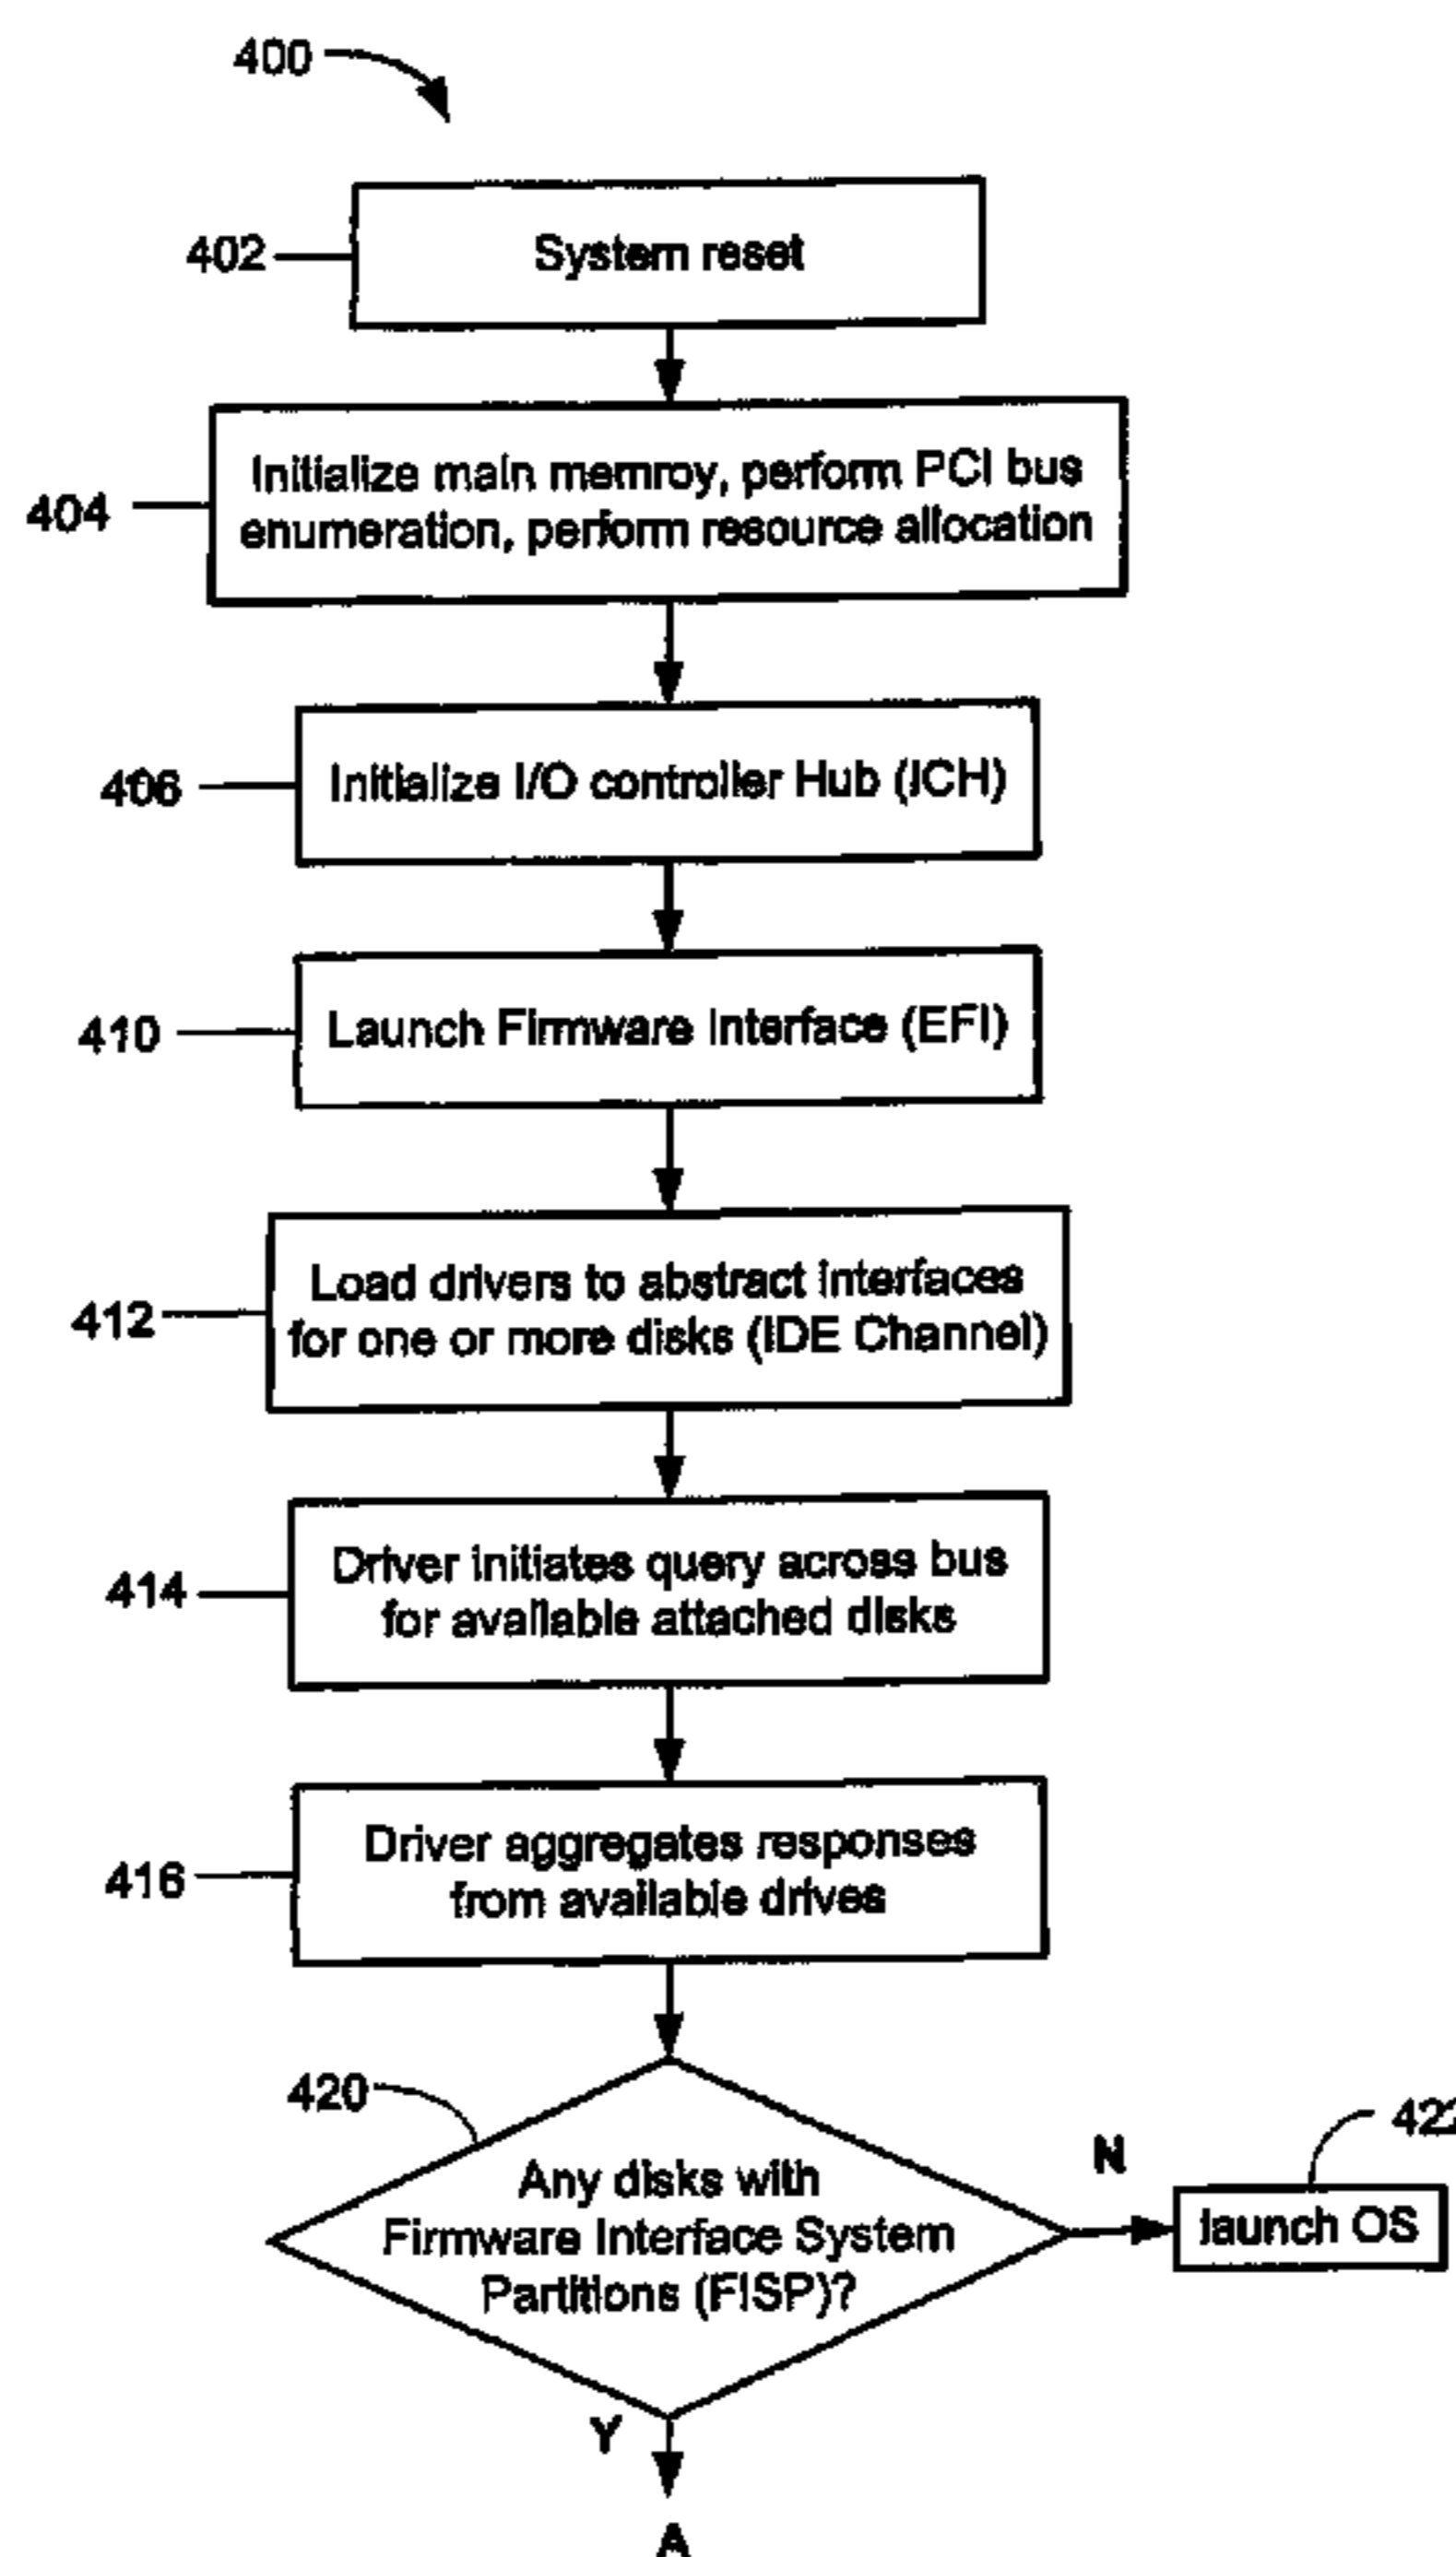 400
402
System reset
404
Initialize main memroy, perform PCI bus
enumeration, perform resource allocation
406
Initialize I/O controller Hub (ICH)
410
Launch Firmware Interface (EFI)
412
Load drivers to abstract interfaces
for one or more disks (IDE Channel)
414
Driver initiates query across bus
for available attached disks
416
Driver aggregates responses
from available drives
420
Any disks with
Firmware Interface System
Partitions (FISP)?
N
422
launch OS
Y
A